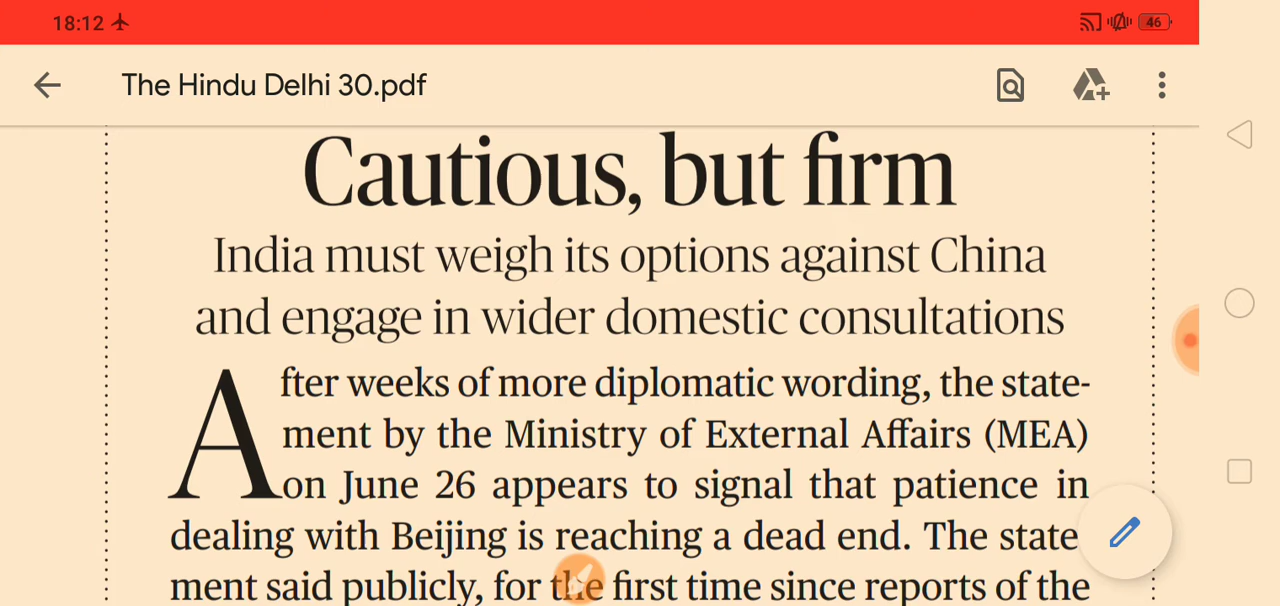 18:12 46
The Hindu Delhi 30.pdf
Cautious, but firm
India must weigh its options against China
and engage in wider domestic consultations
After weeks of more diplomatic wording, the state-
ment by the Ministry of External Affairs (MEA)
on June 26 appears to signal that patience in
dealing with Beijing is reaching a dead end. The state
ment said publicly, for the first time since reports of the